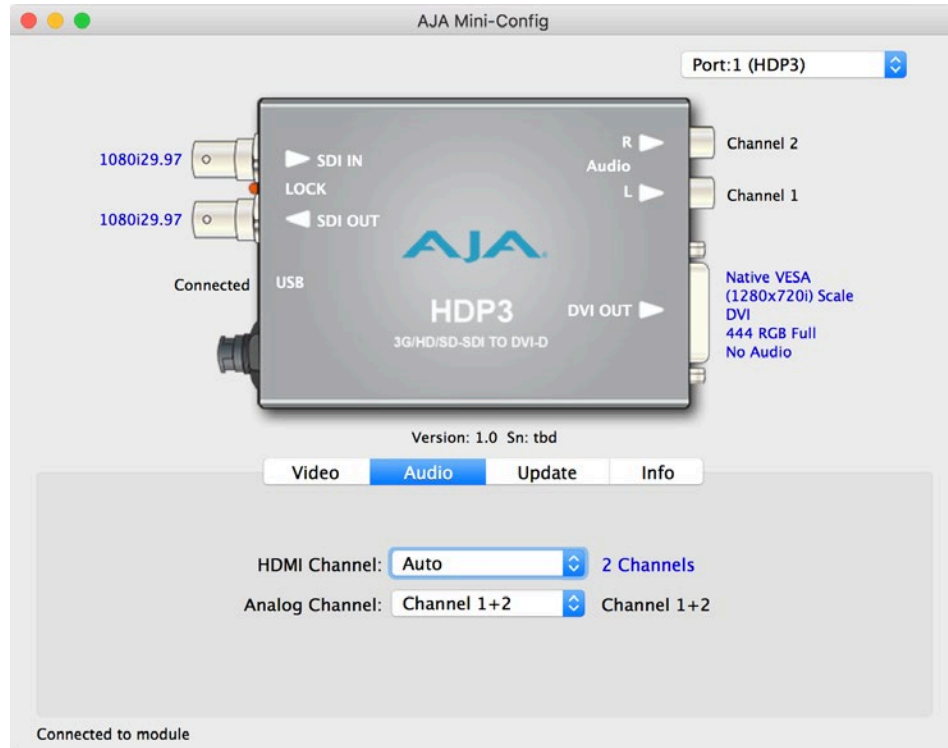 AJA Mini-Config
Port:1 (HDP3)
1080i29.97
SDI IN
R
Audio
Channel 2
LOCK
L
Channel 1
1080i29.97
SDI OUT
AJA
Connected
USB
HDP3
3G/HD/SD-SDI TO DVI-D
DVI OUT
Native VESA
(1280x720i) Scale
DVI
444 RGB Full
No Audio
Version: 1.0 Sn: tbd
Video
Audio
Update
Info
HDMI Channel: Auto 2 Channels
Analog Channel: Channel 1+2 Channel 1+2
Connected to module